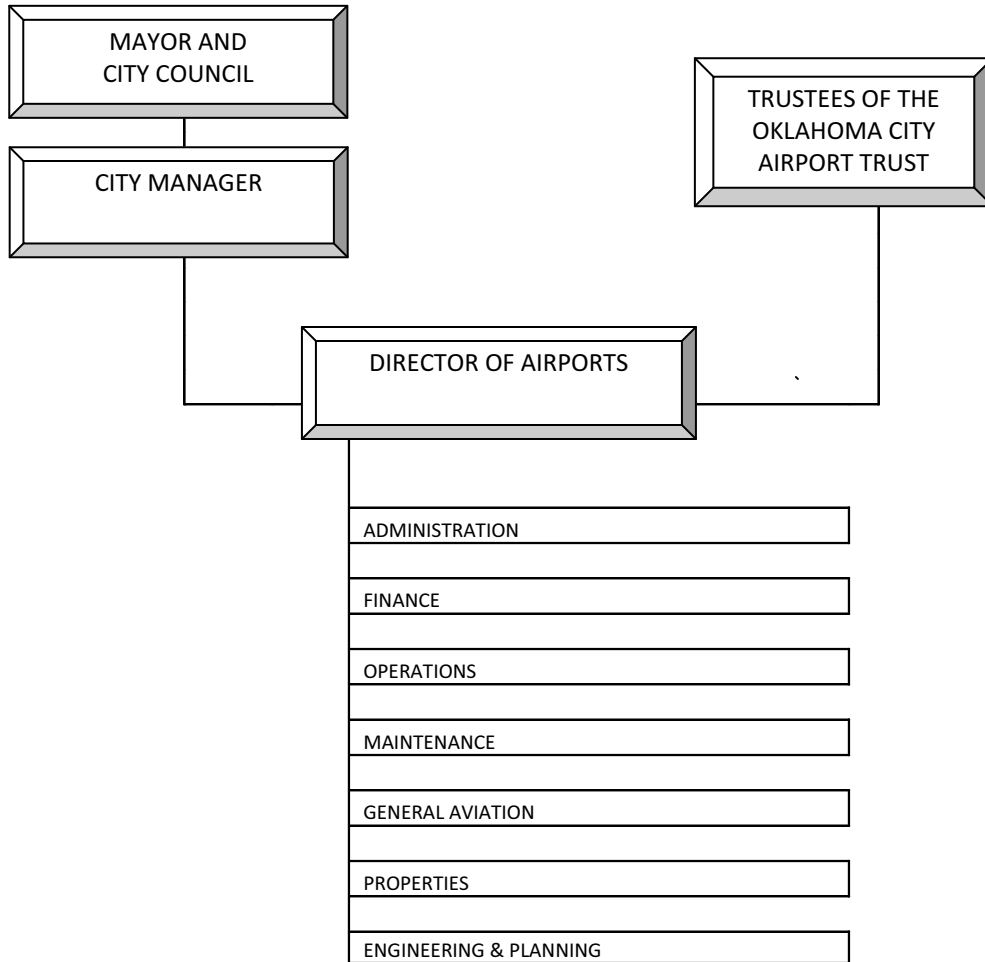 MAYOR AND
CITY COUNCIL
TRUSTEES OF THE
OKLAHOMA CITY
AIRPORT TRUST
CITY MANAGER
DIRECTOR OF AIRPORTS
ADMINISTRATION
FINANCE
OPERATIONS
MAINTENANCE
GENERAL AVIATION
PROPERTIES
ENGINEERING & PLANNING